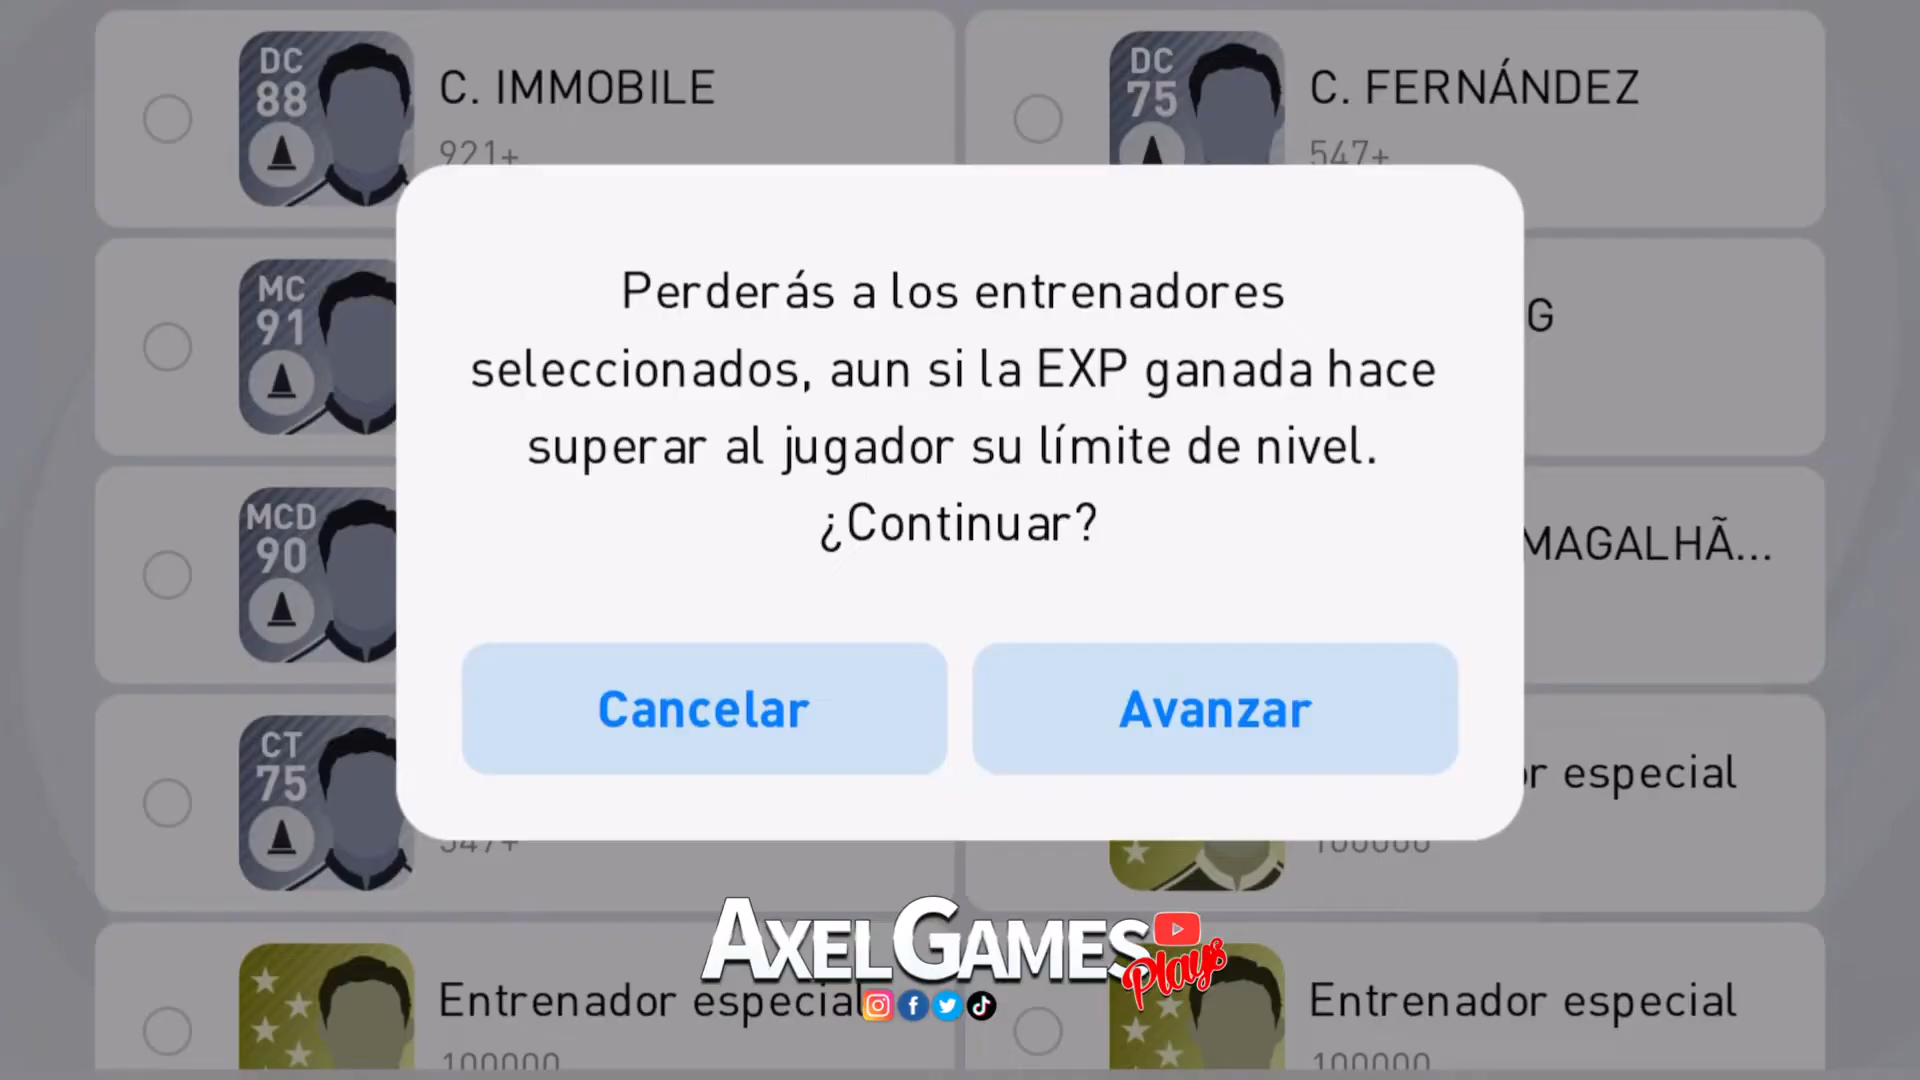 DC
88
C. IMMOBILE
921+
DC
75
C. FERNÁNDEZ
547+
MC
91
G
MCD
90
MAGALHÃ...
CT
75
547+
especial
100000
Perderás a los entrenadores
seleccionados, aun si la EXP ganada hace
superar al jugador su límite de nivel.
¿Continuar?
Cancelar
Avanzar
AXELGAMES
Plays
Entrenador especial
100000
Entrenador especial
100000